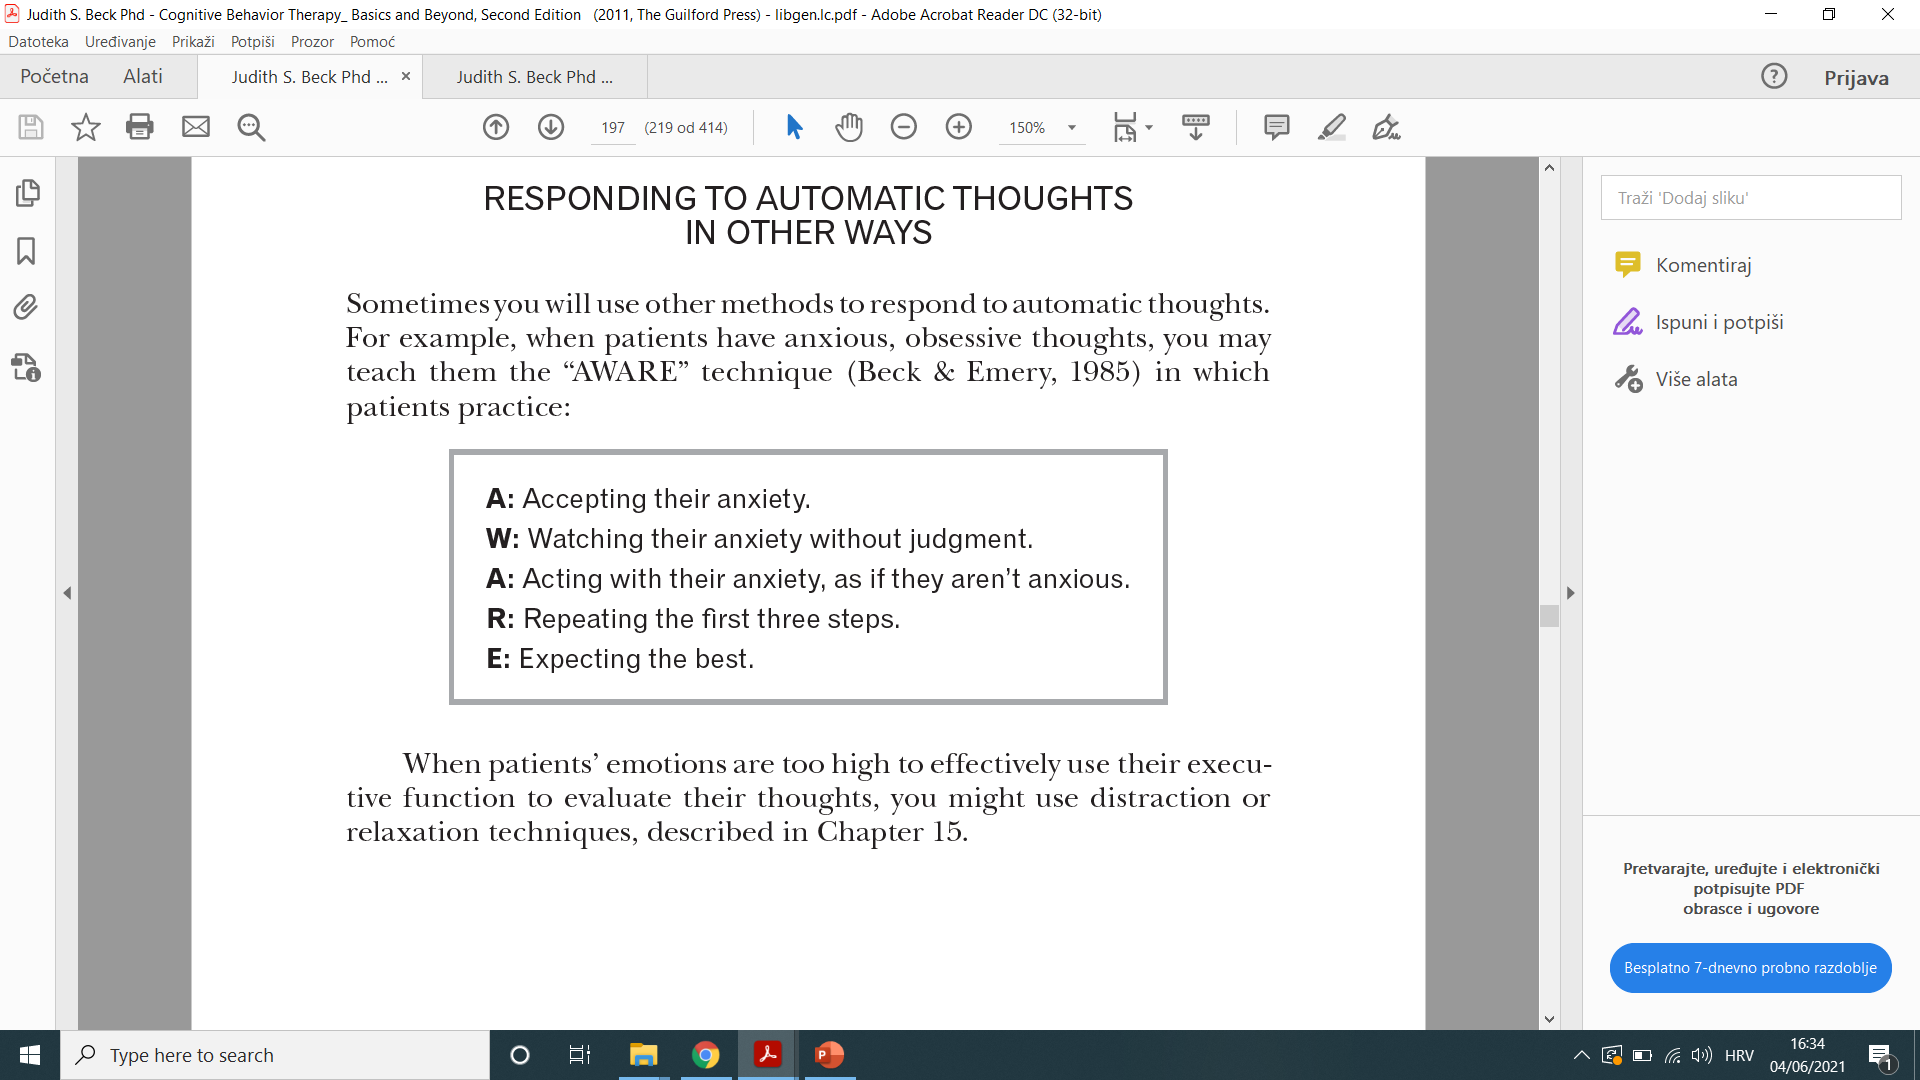 Judith S. Beck Phd - Cognitive Behavior Therapy_ Basics and Beyond, Second Edition   (2011, The Guilford Press) - libgen.lc.pdf - Adobe Acrobat Reader DC (32-bit)
Datoteka Uređivanje Prikaži Potpiši Prozor Pomoć
Početna Alati Judith S. Beck Phd ... × Judith S. Beck Phd ... ? Prijava
197 (219 od 414) 150%
RESPONDING TO AUTOMATIC THOUGHTS
IN OTHER WAYS
Sometimes you will use other methods to respond to automatic thoughts.
For example, when patients have anxious, obsessive thoughts, you may
teach them the “AWARE” technique (Beck & Emery, 1985) in which
patients practice:
A: Accepting their anxiety.
W: Watching their anxiety without judgment.
A: Acting with their anxiety, as if they aren’t anxious.
R: Repeating the first three steps.
E: Expecting the best.
When patients’ emotions are too high to effectively use their execu-
tive function to evaluate their thoughts, you might use distraction or
relaxation techniques, described in Chapter 15.
Traži 'Dodaj sliku'
Komentiraj
Ispuni i potpiši
Više alata
Pretvarajte, uređujte i elektronički
potpisujte PDF
obrasce i ugovore
Besplatno 7-dnevno probno razdoblje
Type here to search
HRV
16:34
04/06/2021
1